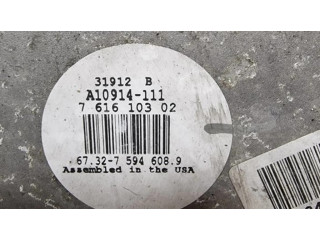 31912 B
A10914-111
7 616 103 02
67.32-7 594 608.9
Assembled in the USA